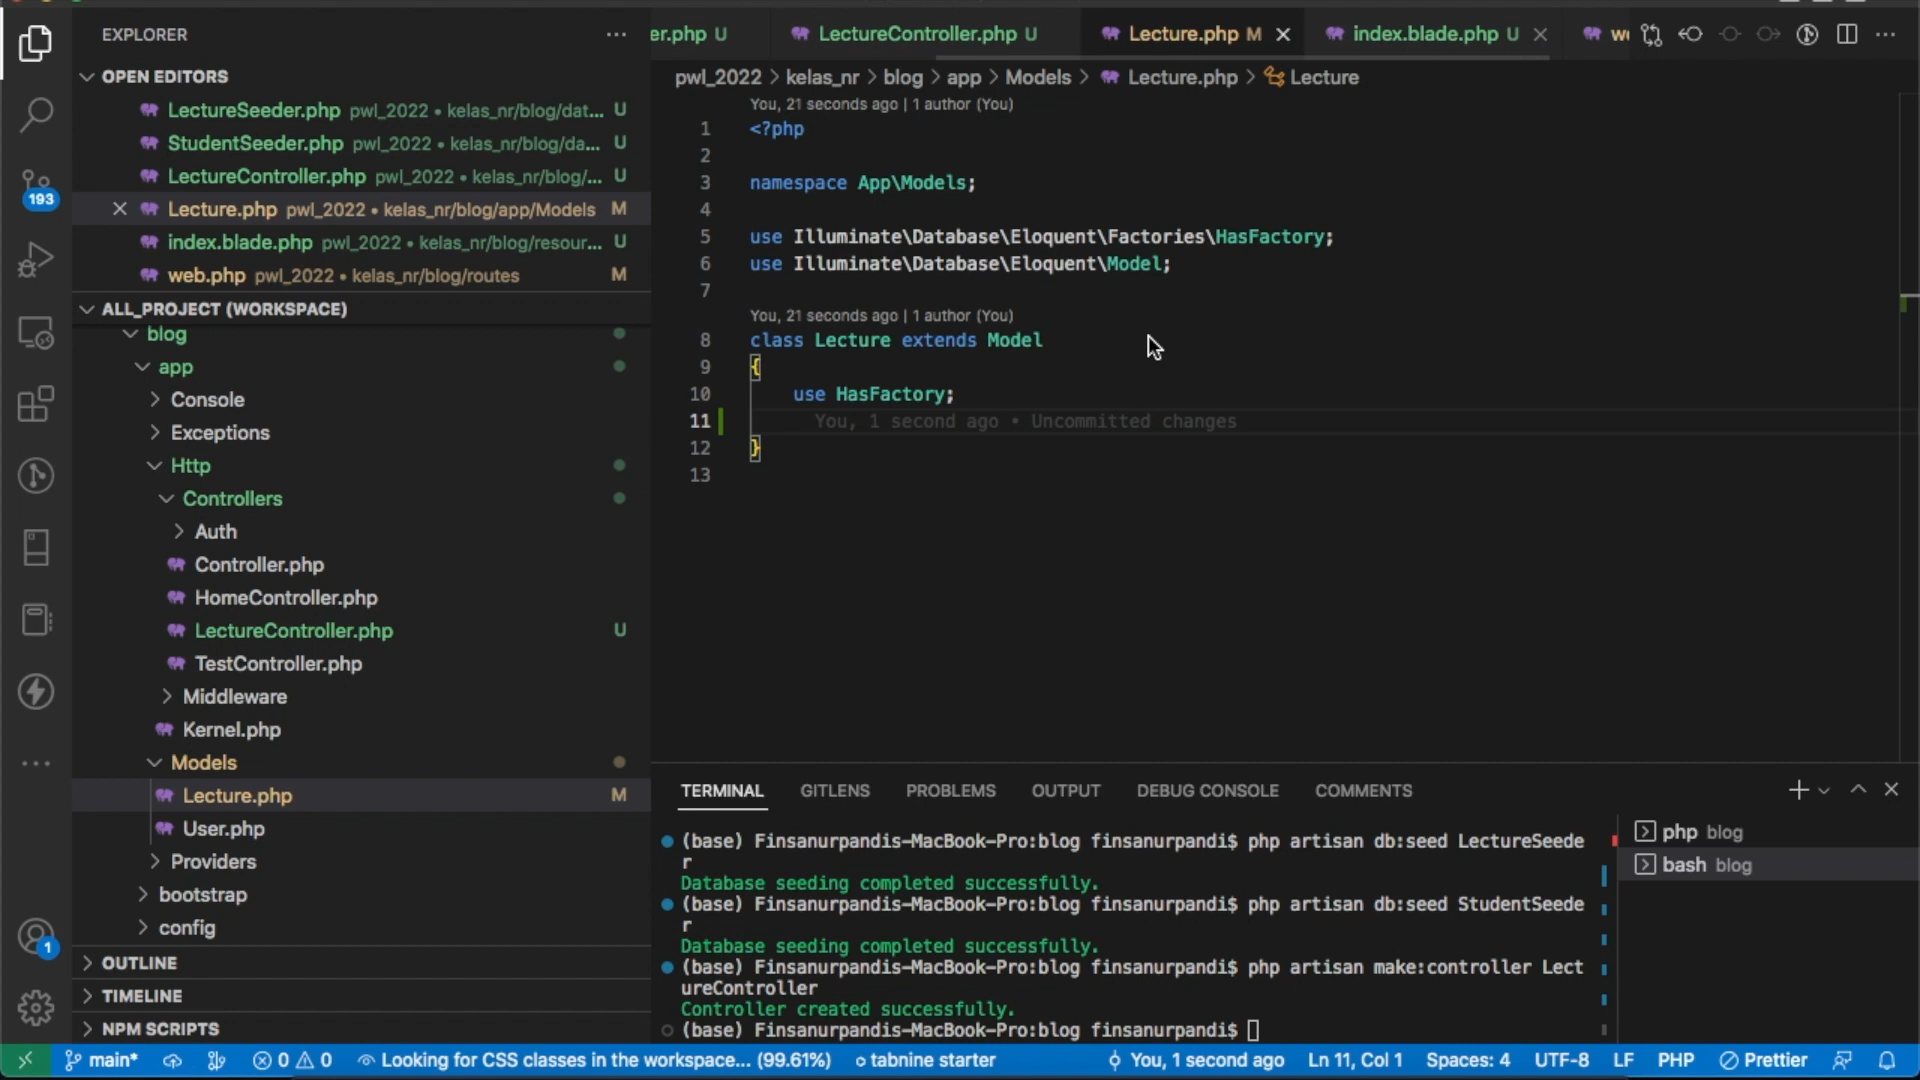 EXPLORER
OPEN EDITORS
LectureSeeder.php pwl_2022 • kelas_nr/blog/dat... U
StudentSeeder.php pwl_2022 • kelas_nr/blog/da... U
LectureController.php pwl_2022 • kelas_nr/blog/... U
Lecture.php pwl_2022 • kelas_nr/blog/app/Models M
index.blade.php pwl_2022 • kelas_nr/blog/resour... U
web.php pwl_2022 • kelas_nr/blog/routes M
ALL_PROJECT (WORKSPACE)
blog
app
Console
Exceptions
Http
Controllers
Auth
Controller.php
HomeController.php
LectureController.php U
TestController.php
Middleware
Kernel.php
Models
Lecture.php M
User.php
Providers
bootstrap
config
OUTLINE
TIMELINE
NPM SCRIPTS
193
1
er.php U LectureController.php U Lecture.php M index.blade.php U
pwl_2022 > kelas_nr > blog > app > Models > Lecture.php > Lecture
You, 21 seconds ago | 1 author (You)
1 <?php
2
3 namespace App\Models;
4
5 use Illuminate\Database\Eloquent\Factories\HasFactory;
6 use Illuminate\Database\Eloquent\Model;
7
You, 21 seconds ago | 1 author (You)
8 class Lecture extends Model
9 {
10 use HasFactory;
11 You, 1 second ago • Uncommitted changes
12 }
13
TERMINAL GITLENS PROBLEMS OUTPUT DEBUG CONSOLE COMMENTS
(base) Finsanurpandis-MacBook-Pro:blog finsanurpandi$ php artisan db:seed LectureSeede
r
Database seeding completed successfully.
(base) Finsanurpandis-MacBook-Pro:blog finsanurpandi$ php artisan db:seed StudentSeede
r
Database seeding completed successfully.
(base) Finsanurpandis-MacBook-Pro:blog finsanurpandi$ php artisan make:controller Lect
ureController
Controller created successfully.
(base) Finsanurpandis-MacBook-Pro:blog finsanurpandi$
php blog
bash blog
main* 0 0 Looking for CSS classes in the workspace... (99.61%) tabnine starter You, 1 second ago Ln 11, Col 1 Spaces: 4 UTF-8 LF PHP Prettier